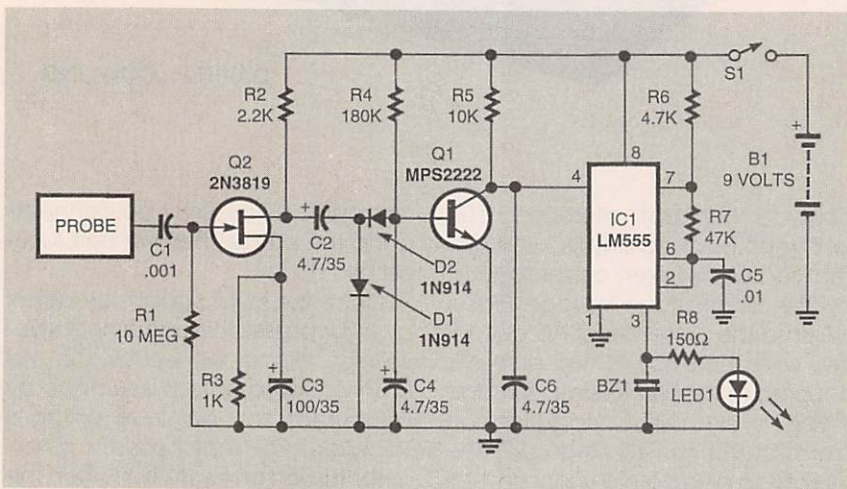 S1
R2
2.2K
R4
180K
R5
10K
R6
4.7K
Q2
2N3819
Q1
MPS2222
8
+
B1
9 VOLTS
PROBE
C1
.001
+
C2
4.7/35
4
IC1
LM555
7
R7
47K
6
2
C5
.01
D2
1N914
D1
1N914
R1
10 MEG
1
3
R8
150Ω
R3
1K
+
C3
100/35
+
C4
4.7/35
C6
4.7/35
BZ1
LED1